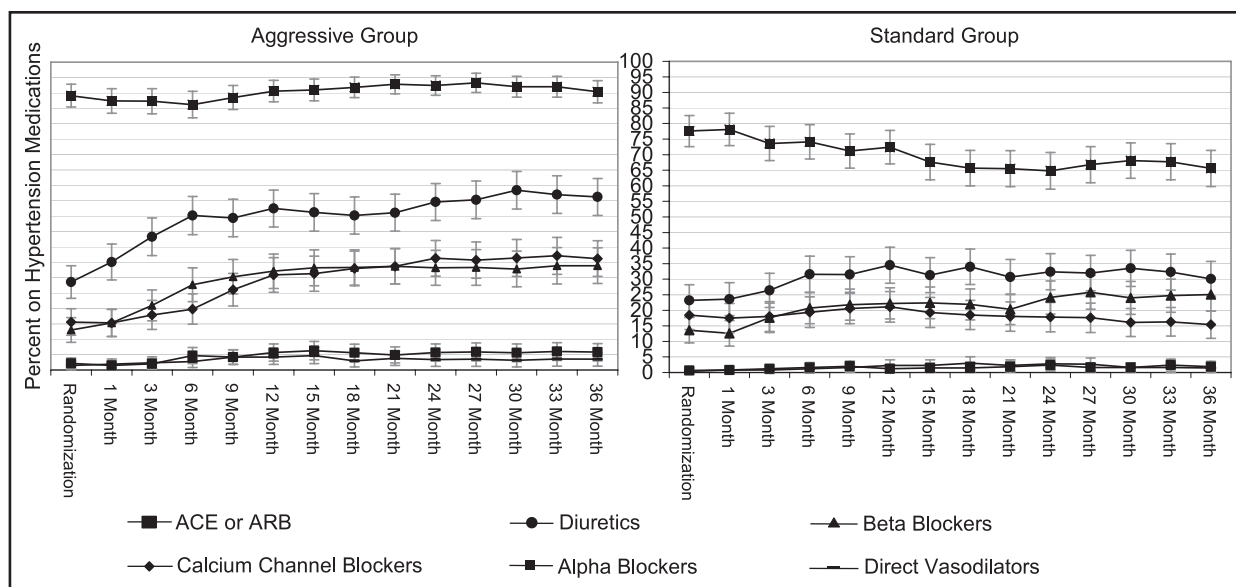 Aggressive Group
Standard Group
Percent on Hypertension Medications
100
95
90
85
80
75
70
65
60
55
50
45
40
35
30
25
20
15
10
5
0
Randomization
1 Month
3 Month
6 Month
9 Month
12 Month
15 Month
18 Month
21 Month
24 Month
27 Month
30 Month
33 Month
36 Month
Randomization
1 Month
3 Month
6 Month
9 Month
12 Month
15 Month
18 Month
21 Month
24 Month
27 Month
30 Month
33 Month
36 Month
ACE or ARB
Diuretics
Beta Blockers
Calcium Channel Blockers
Alpha Blockers
Direct Vasodilators